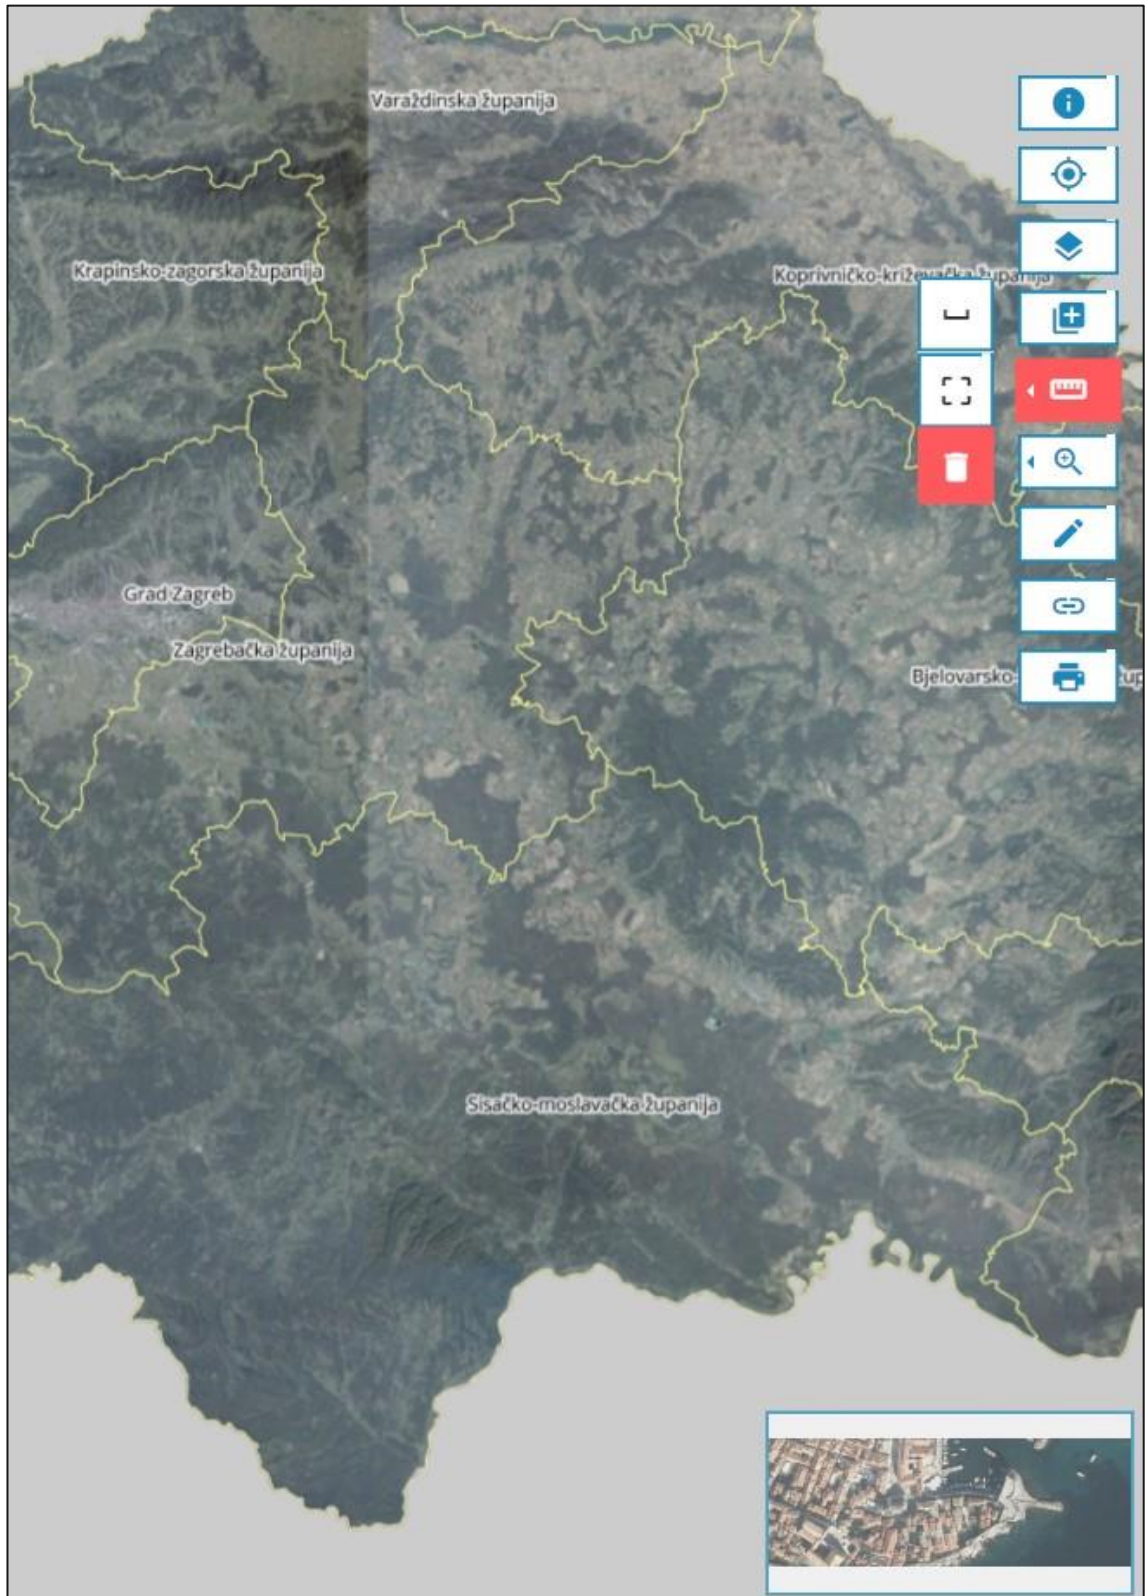 Varaždinska županija
Krapinsko-zagorska županija
Koprivničko-križevačka županija
Grad Zagreb
Zagrebačka županija
Bjelovarsko-
Sisačko-moslavačka županija